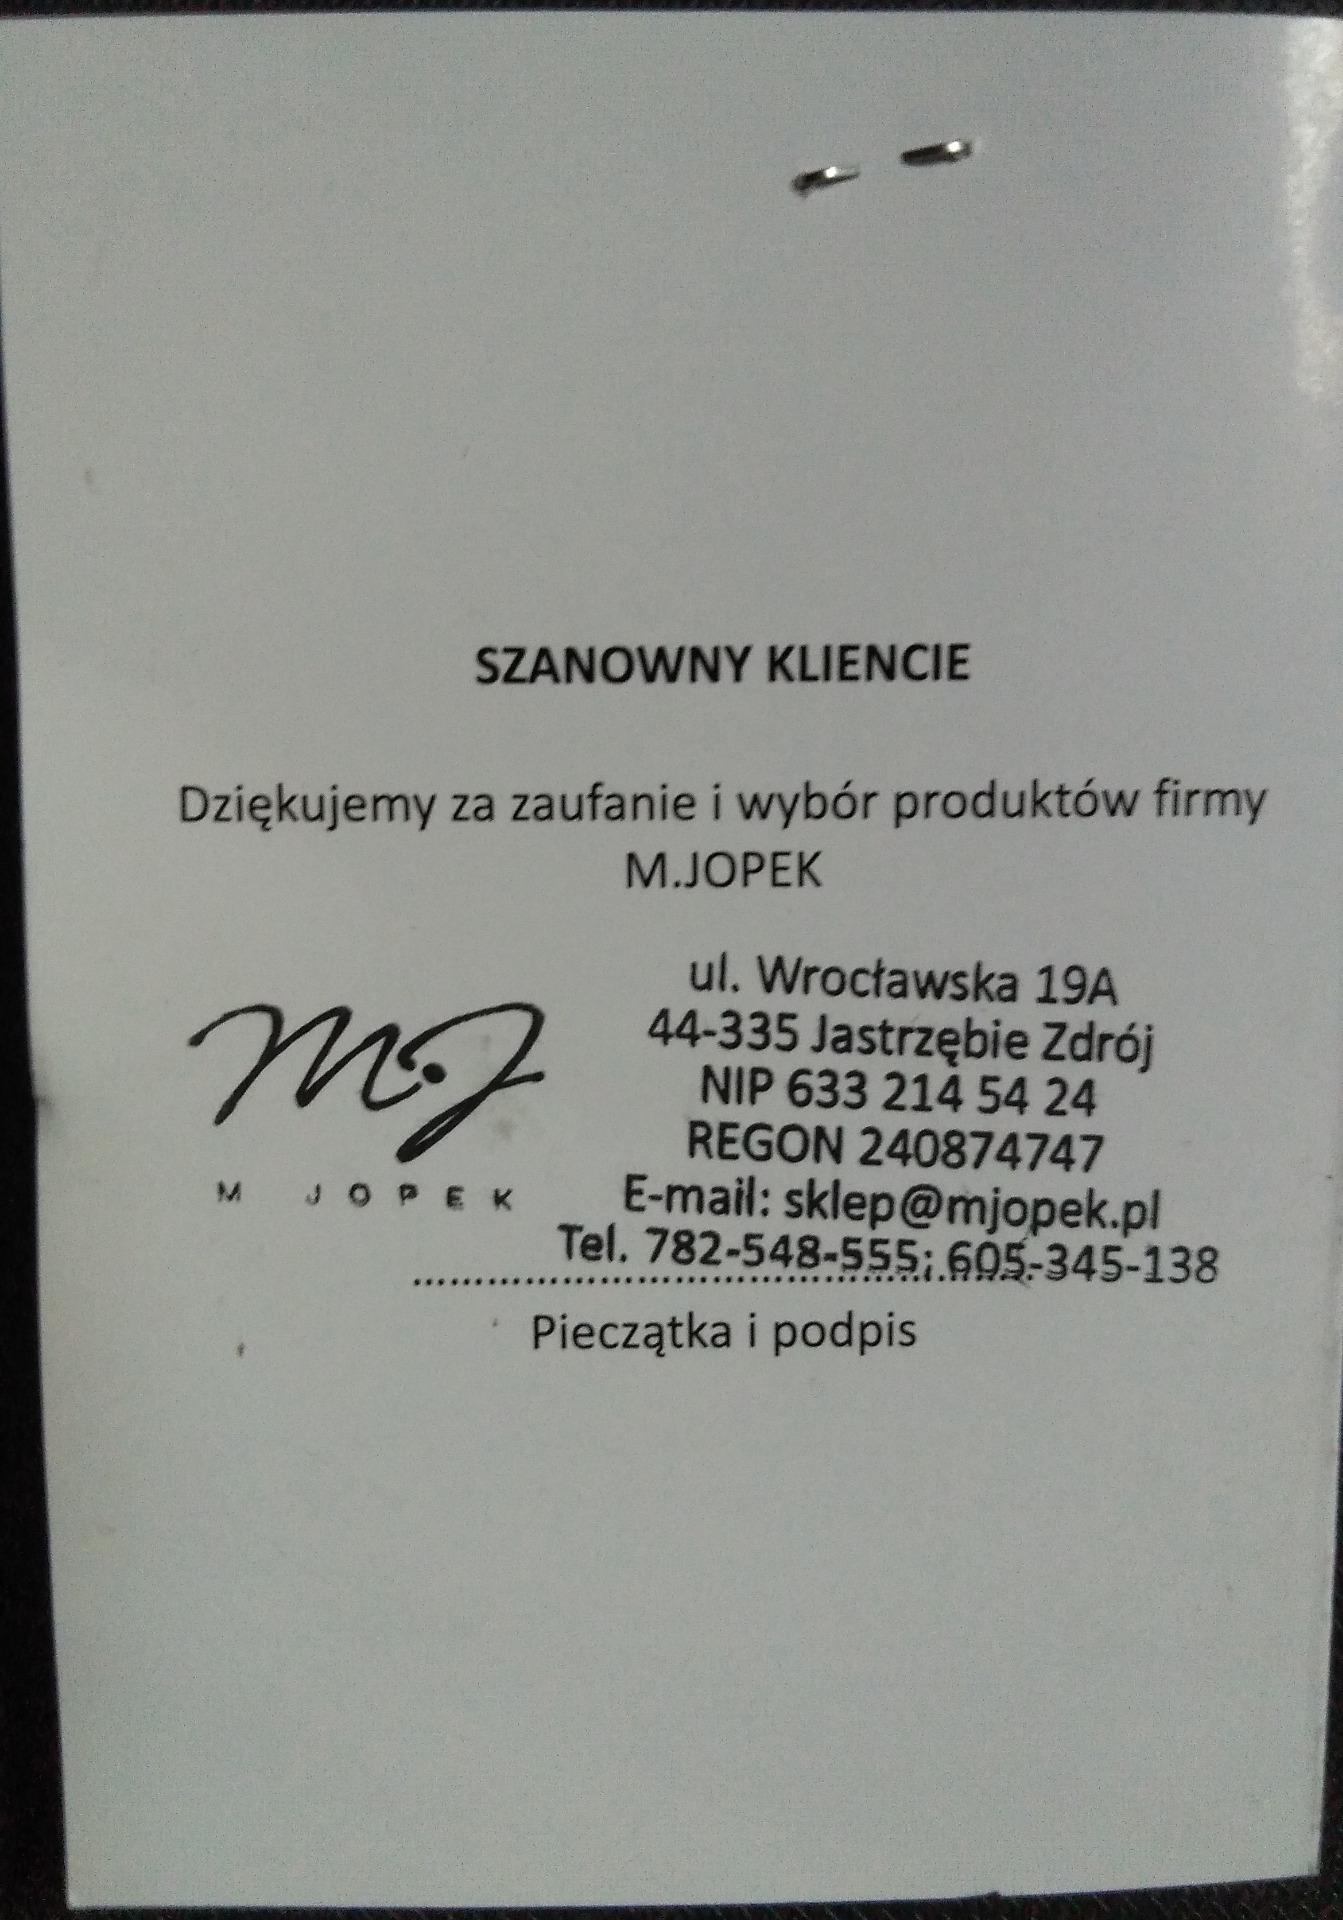 SZANOWNY KLIENCIE
Dziękujemy za zaufanie i wybór produktów firmy
M.JOPEK
M.J
M JOPEK
ul. Wrocławska 19A
44-335 Jastrzębie Zdrój
NIP 633 214 54 24
REGON 240874747
E-mail: sklep@mjopek.pl
Tel. 782-548-555; 605-345-138
Pieczątka i podpis